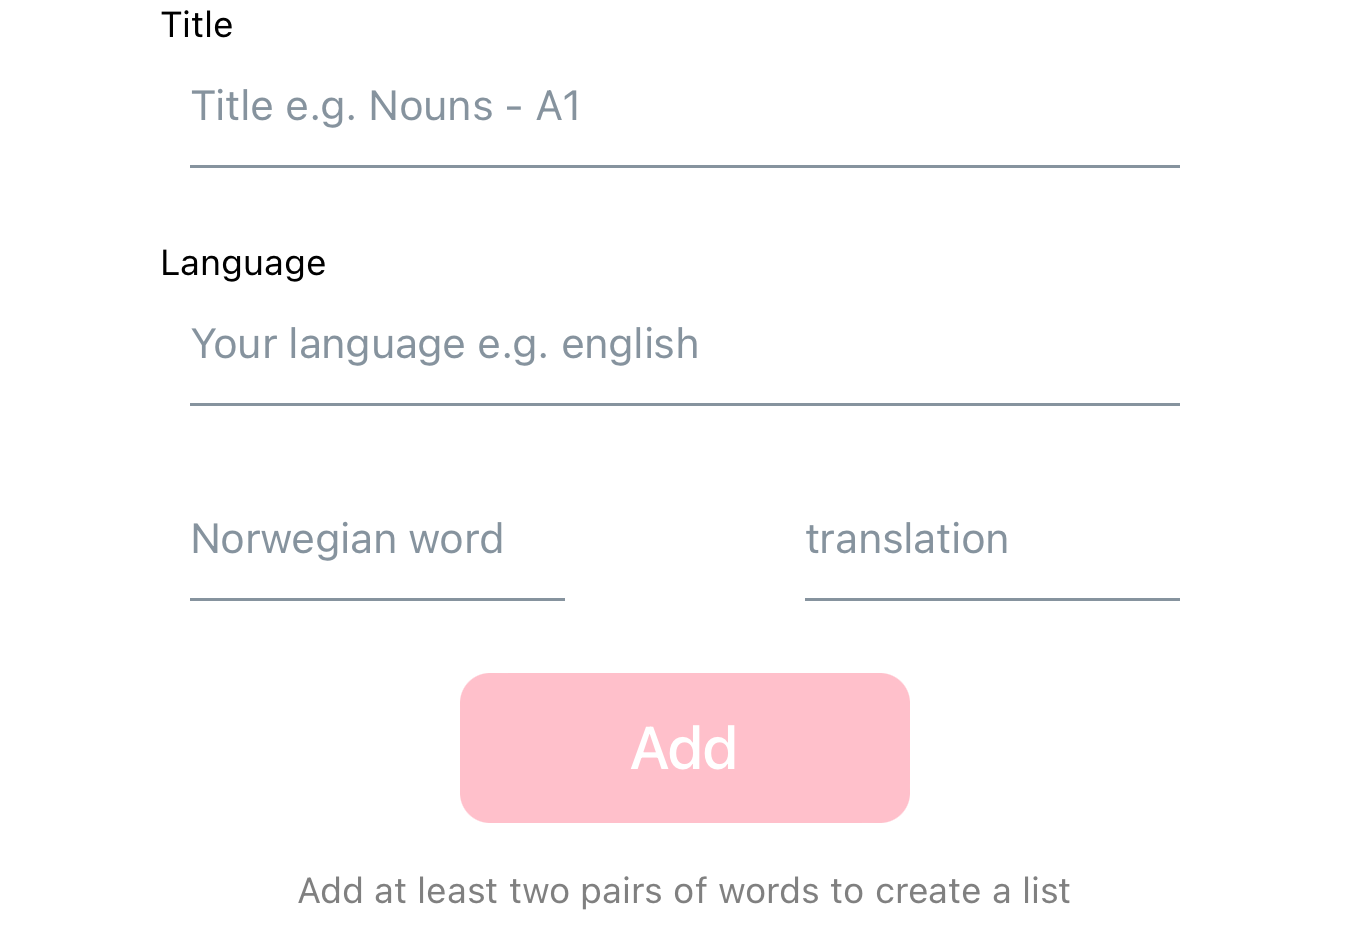 Title
Title e.g. Nouns - A1
Language
Your language e.g. english
Norwegian word
translation
Add
Add at least two pairs of words to create a list